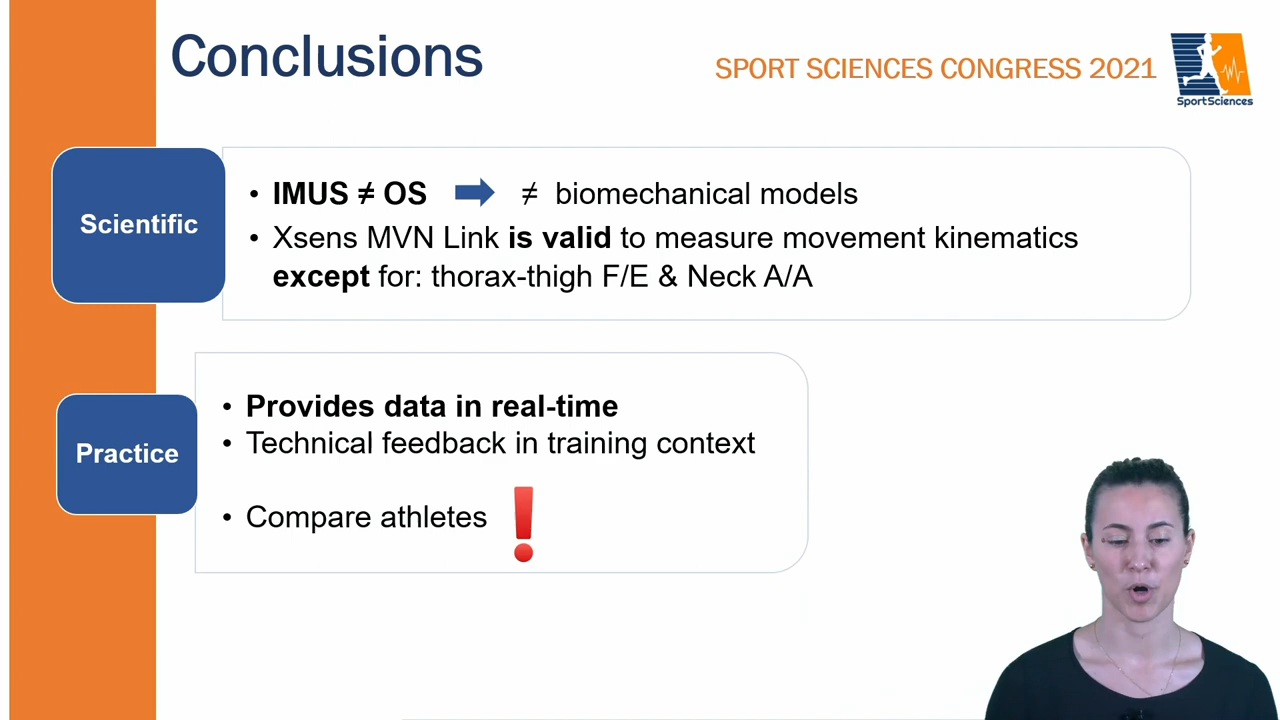 Conclusions
SPORT SCIENCES CONGRESS 2021
SportSciences
Scientific
• IMUS ≠ OS ≠ biomechanical models
• Xsens MVN Link is valid to measure movement kinematics
except for: thorax-thigh F/E & Neck A/A
Practice
• Provides data in real-time
• Technical feedback in training context
• Compare athletes